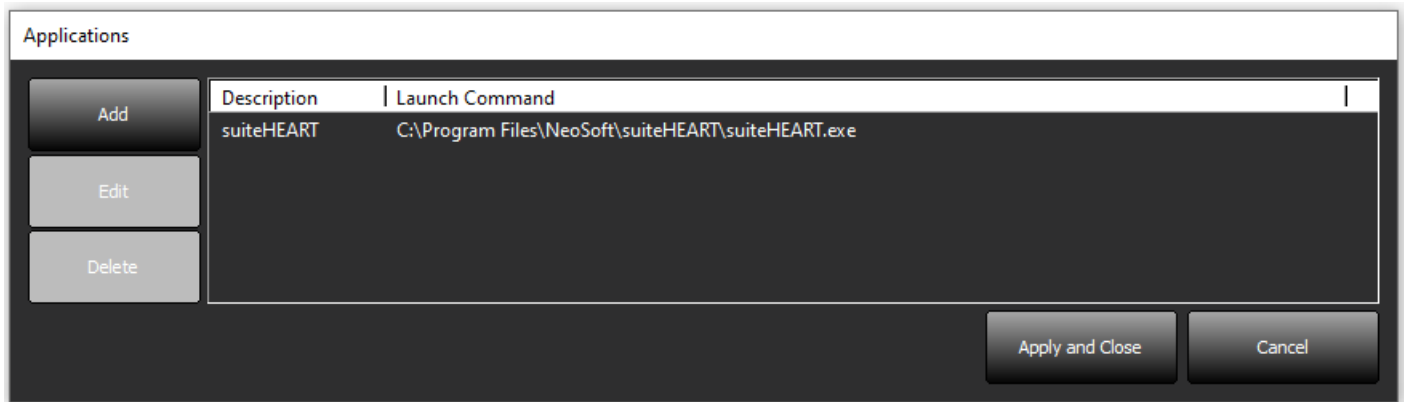 Applications
Add
Description Launch Command
suiteHEART C:\Program Files\NeoSoft\suiteHEART\suiteHEART.exe
Edit
Delete
Apply and Close Cancel